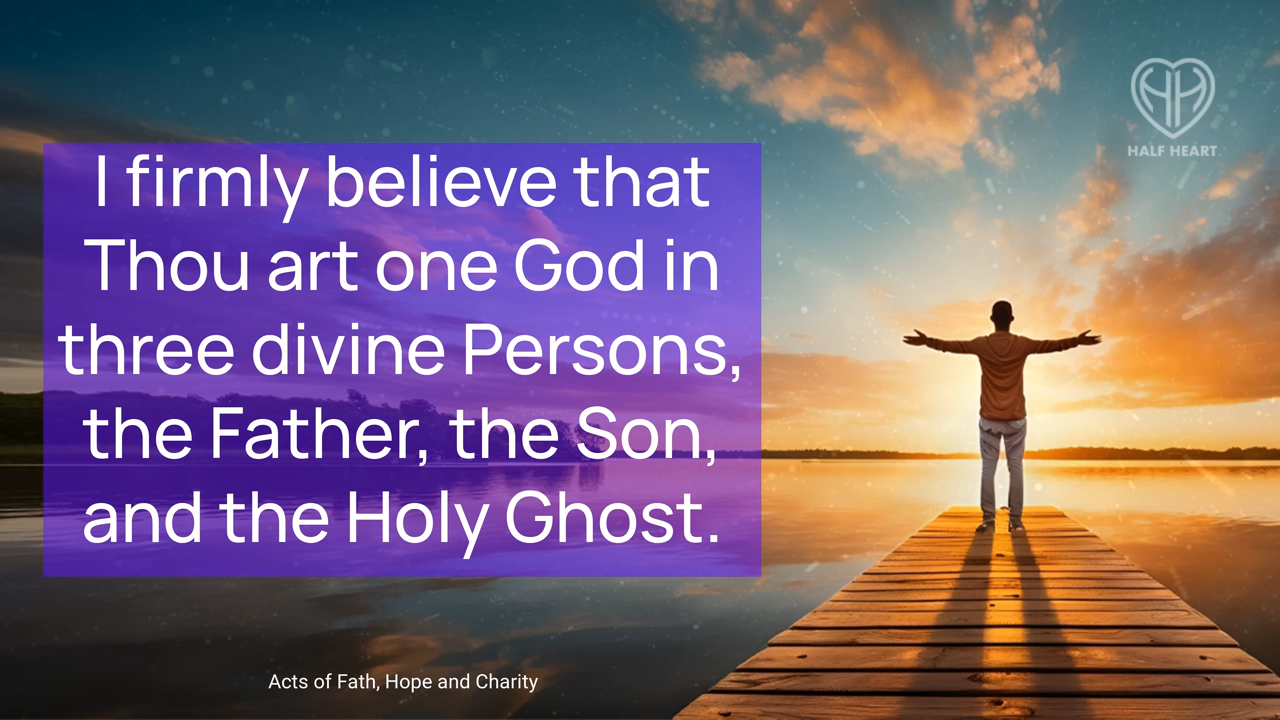 HALF HEART
I firmly believe that
Thou art one God in
three divine Persons,
the Father, the Son,
and the Holy Ghost.
Acts of Fath, Hope and Charity